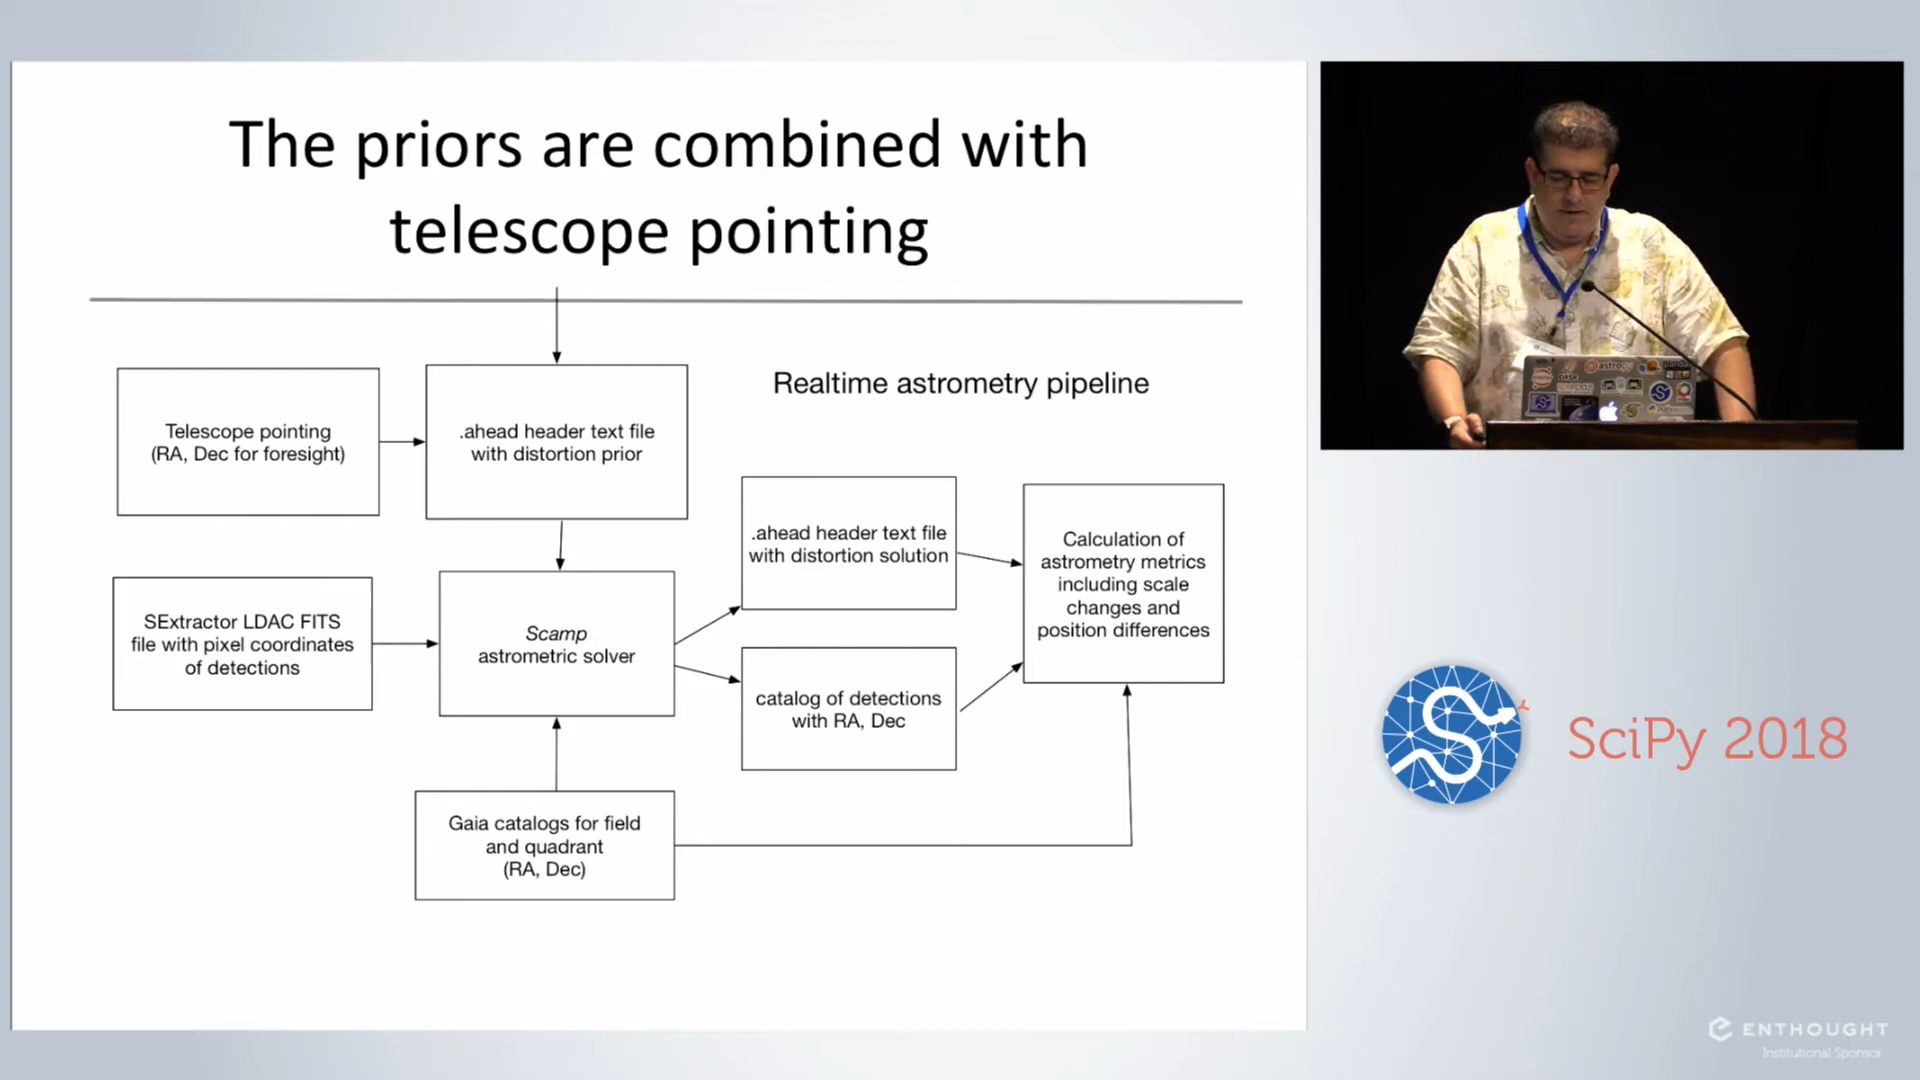 The priors are combined with
telescope pointing
Realtime astrometry pipeline
Telescope pointing
(RA, Dec for foresight)
.ahead header text file
with distortion prior
SExtractor LDAC FITS
file with pixel coordinates
of detections
Scamp
astrometric solver
.ahead header text file
with distortion solution
catalog of detections
with RA, Dec
Calculation of
astrometry metrics
including scale
changes and
position differences
Gaia catalogs for field
and quadrant
(RA, Dec)
SciPy 2018
ENTHOUGHT
Institutional Sponsor
DASK